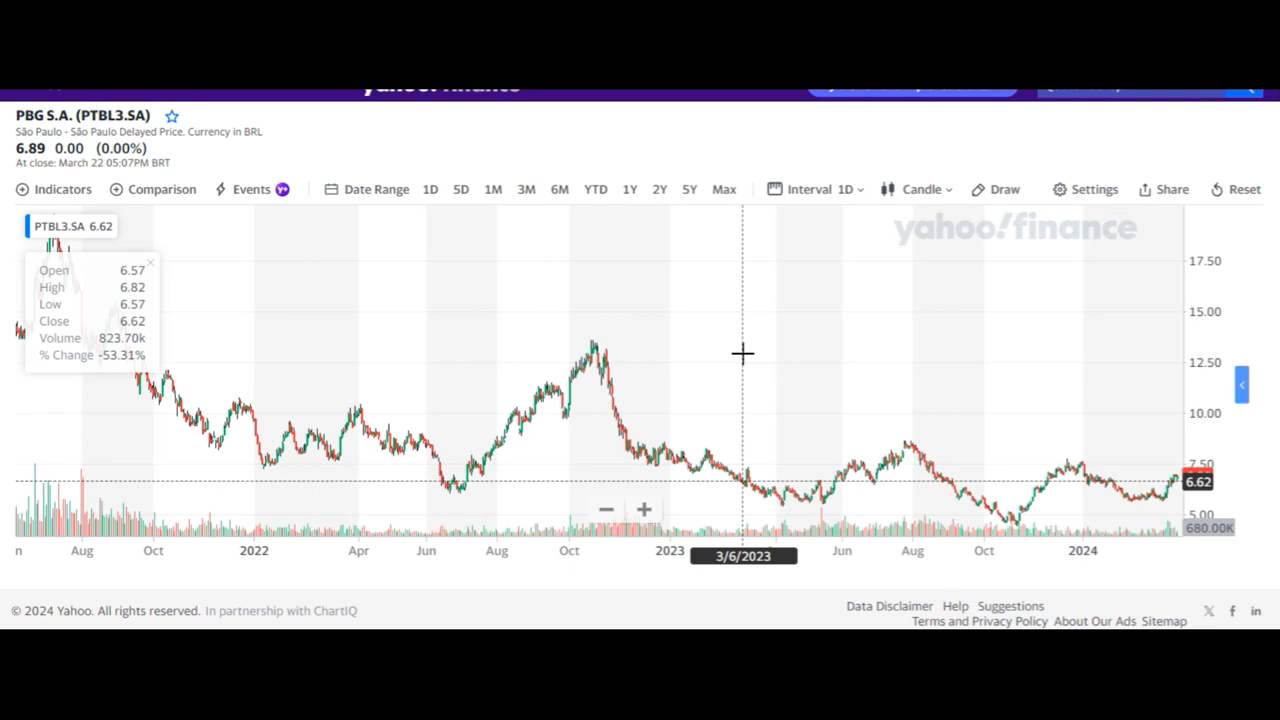 PBG S.A. (PTBL3.SA)
São Paulo - São Paulo Delayed Price. Currency in BRL
6.89 0.00 (0.00%)
At close: March 22 05:07PM BRT
Indicators Comparison Events Y+ Date Range 1D 5D 1M 3M 6M YTD 1Y 2Y 5Y Max Interval 1D Candle Draw Settings Share Reset
PTBL3.SA 6.62
yahoo!finance
Open 6.57
High 6.82
Low 6.57
Close 6.62
Volume 823.70k
% Change -53.31%
17.50
15.00
12.50
10.00
7.50
6.62
5.00
680.00K
n Aug Oct 2022 Apr Jun Aug Oct 2023 3/6/2023 Jun Aug Oct 2024
© 2024 Yahoo. All rights reserved. In partnership with ChartIQ
Data Disclaimer Help Suggestions
Terms and Privacy Policy About Our Ads Sitemap